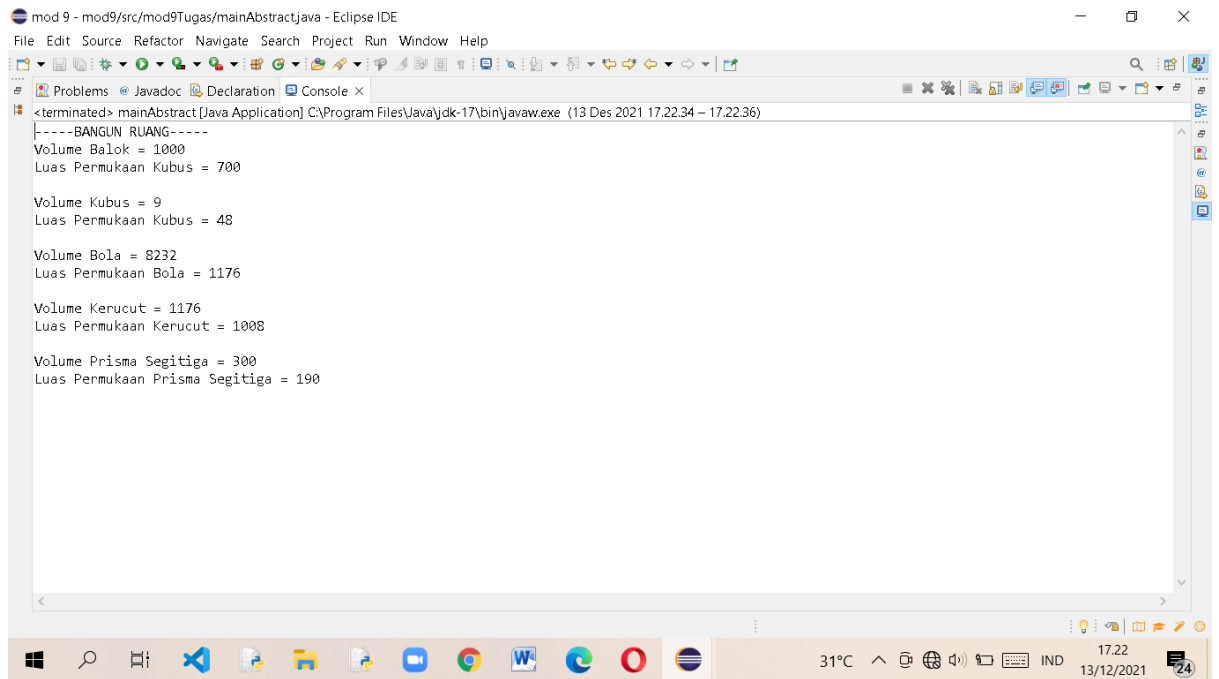 mod 9 - mod9/src/mod9Tugas/mainAbstract.java - Eclipse IDE
File Edit Source Refactor Navigate Search Project Run Window Help
Problems @ Javadoc Declaration Console
<terminated> mainAbstract [Java Application] C:\Program Files\Java\jdk-17\bin\javaw.exe (13 Des 2021 17.22.34 – 17.22.36)
-----BANGUN RUANG-----
Volume Balok = 1000
Luas Permukaan Kubus = 700
Volume Kubus = 9
Luas Permukaan Kubus = 48
Volume Bola = 8232
Luas Permukaan Bola = 1176
Volume Kerucut = 1176
Luas Permukaan Kerucut = 1008
Volume Prisma Segitiga = 300
Luas Permukaan Prisma Segitiga = 190
31°C IND 17.22
13/12/2021
24